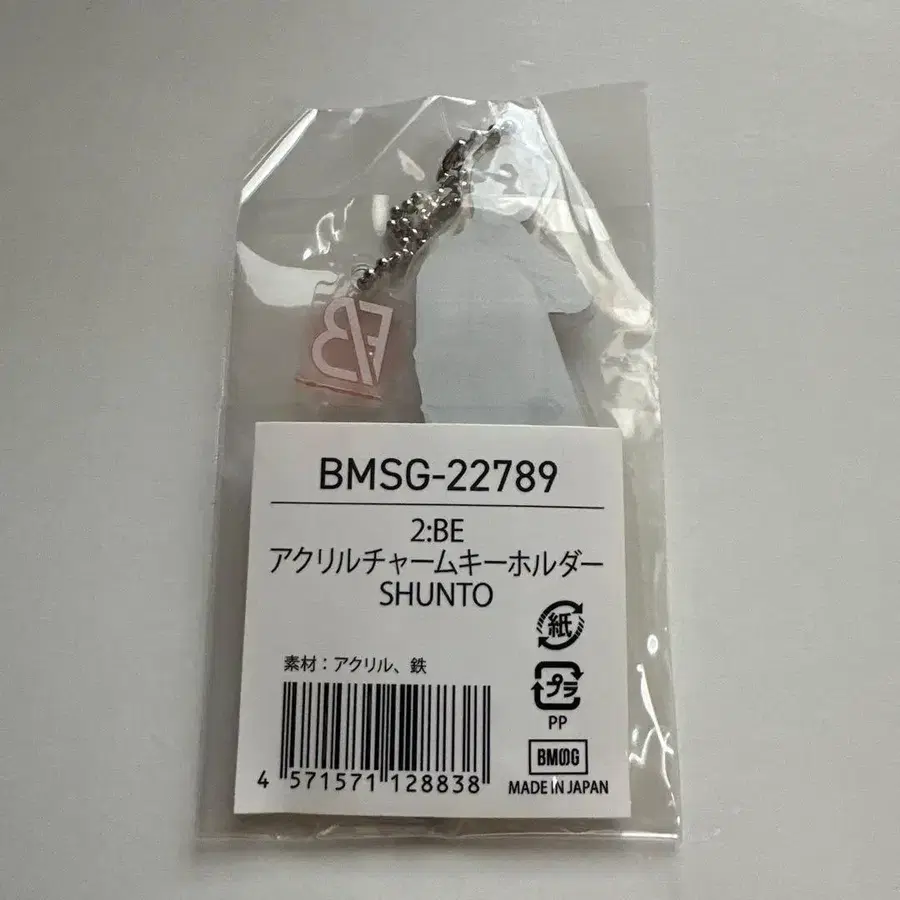 BMSG-22789
2:BE
アクリルチャームキーホルダー
SHUNTO
素材：アクリル、鉄
紙
プラ
PP
4 571571 128838
BMSG
MADE IN JAPAN